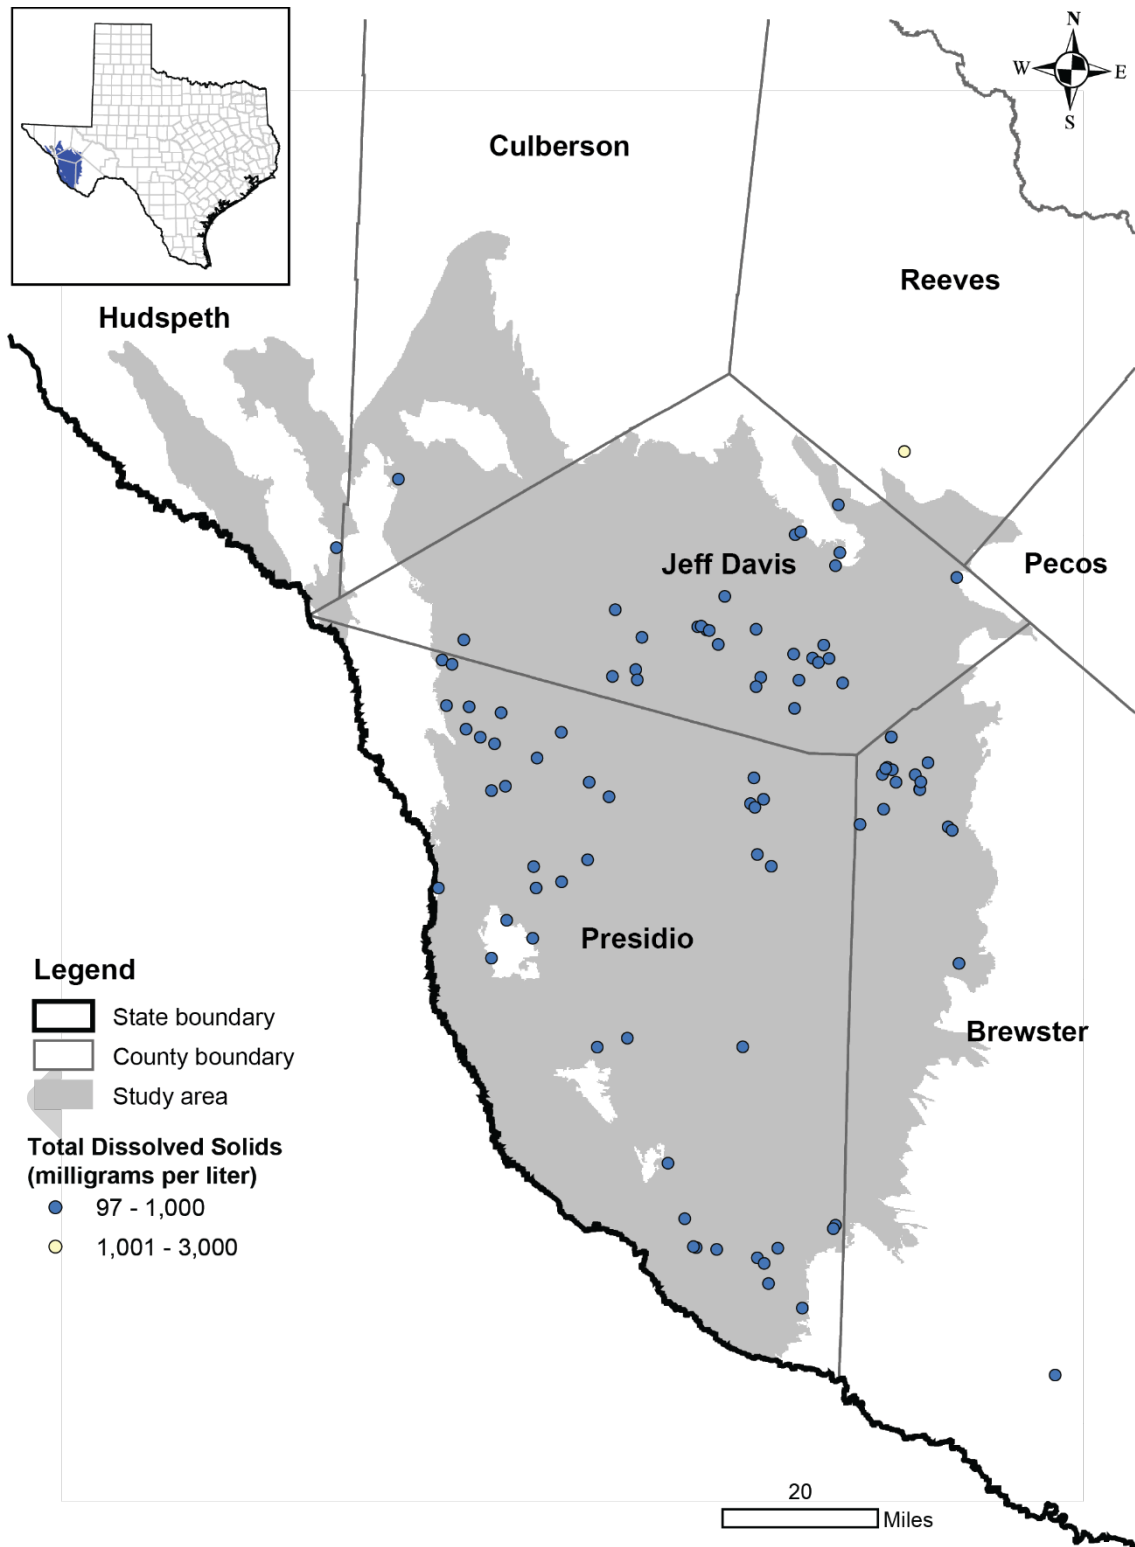 N
W
E
S
Culberson
Reeves
Hudspeth
Jeff Davis
Pecos
Presidio
Brewster
Legend
State boundary
County boundary
Study area
Total Dissolved Solids
(milligrams per liter)
97 - 1,000
1,001 - 3,000
20
Miles